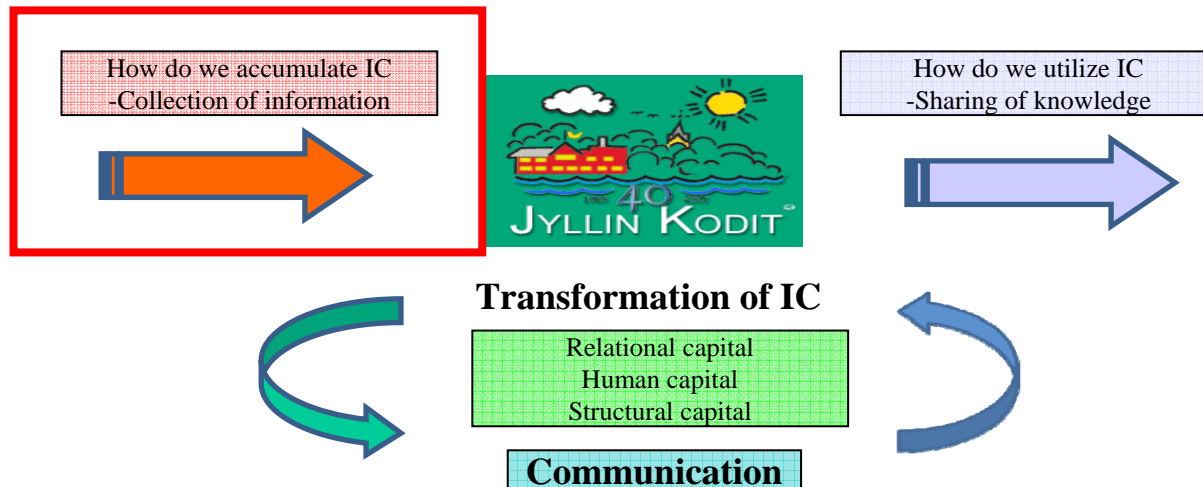 How do we accumulate IC
-Collection of information
How do we utilize IC
-Sharing of knowledge
40
JYLLIN KODIT
Transformation of IC
Relational capital
Human capital
Structural capital
Communication